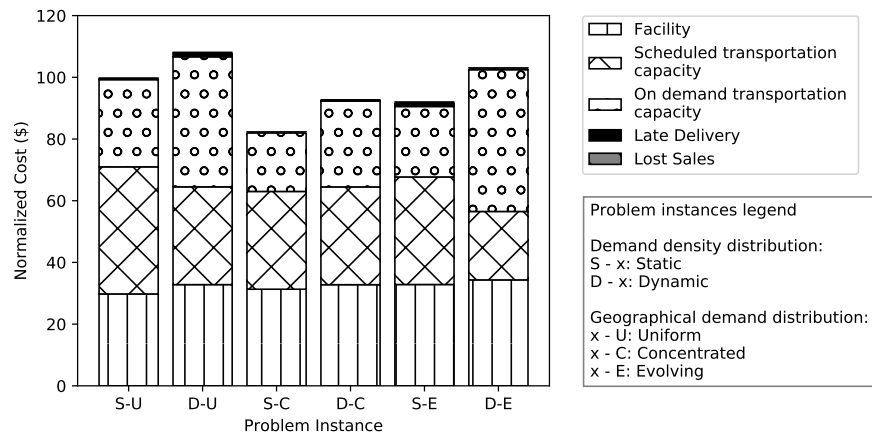 120
100
80
60
40
20
0
Normalized Cost ($)
S-U D-U S-C D-C S-E D-E
Problem Instance
Facility
Scheduled transportation
capacity
On demand transportation
capacity
Late Delivery
Lost Sales
Problem instances legend
Demand density distribution:
S - x: Static
D - x: Dynamic
Geographical demand distribution:
x - U: Uniform
x - C: Concentrated
x - E: Evolving